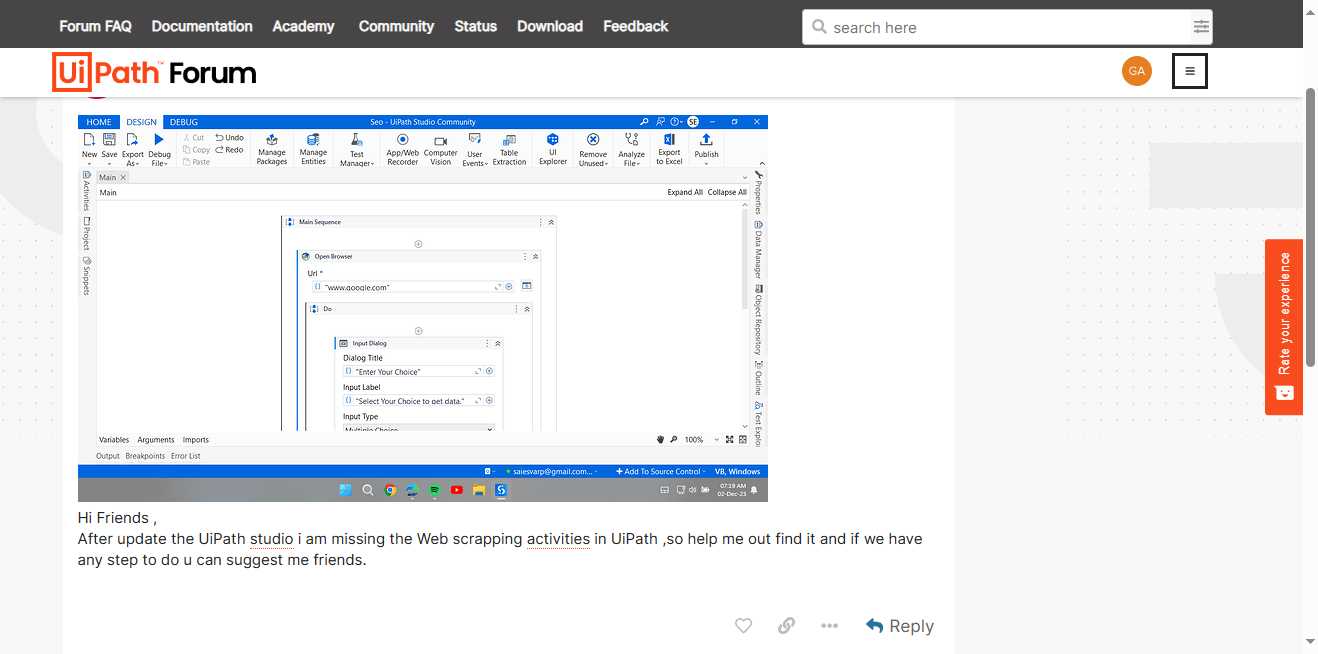 Forum FAQ Documentation Academy Community Status Download Feedback
search here
UiPath Forum
GA
HOME DESIGN DEBUG Seo - UiPath Studio Community SE
Cut Undo
Copy Redo
Paste
New Save Export As Debug File Manage Packages Manage Entities Test Manager App/Web Recorder Computer Vision User Events Table Extraction UI Explorer Remove Unused Analyze File Export to Excel Publish
Main
Main Expand All Collapse All
Activities
Project
Snippets
Main Sequence
Open Browser
Url *
"www.google.com"
Do
Input Dialog
Dialog Title
"Enter Your Choice"
Input Label
"Select Your Choice to get data."
Input Type
Multiple Choice
Properties
Data Manager
Object Repository
Outline
Test Explo
Variables Arguments Imports 100%
Output Breakpoints Error List
saiesvarp@gmail.com... + Add To Source Control VB, Windows
07:19 AM
02-Dec-23
Hi Friends ,
After update the UiPath studio i am missing the Web scrapping activities in UiPath ,so help me out find it and if we have
any step to do u can suggest me friends.
Reply
Rate your experience